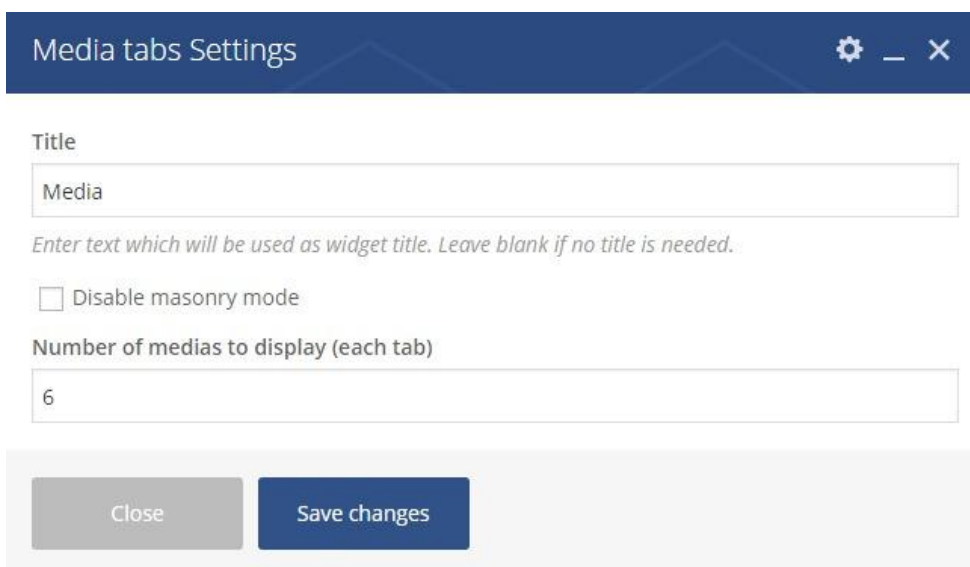 Media tabs Settings
Title
Media
Enter text which will be used as widget title. Leave blank if no title is needed.
Disable masonry mode
Number of medias to display (each tab)
6
Close
Save changes